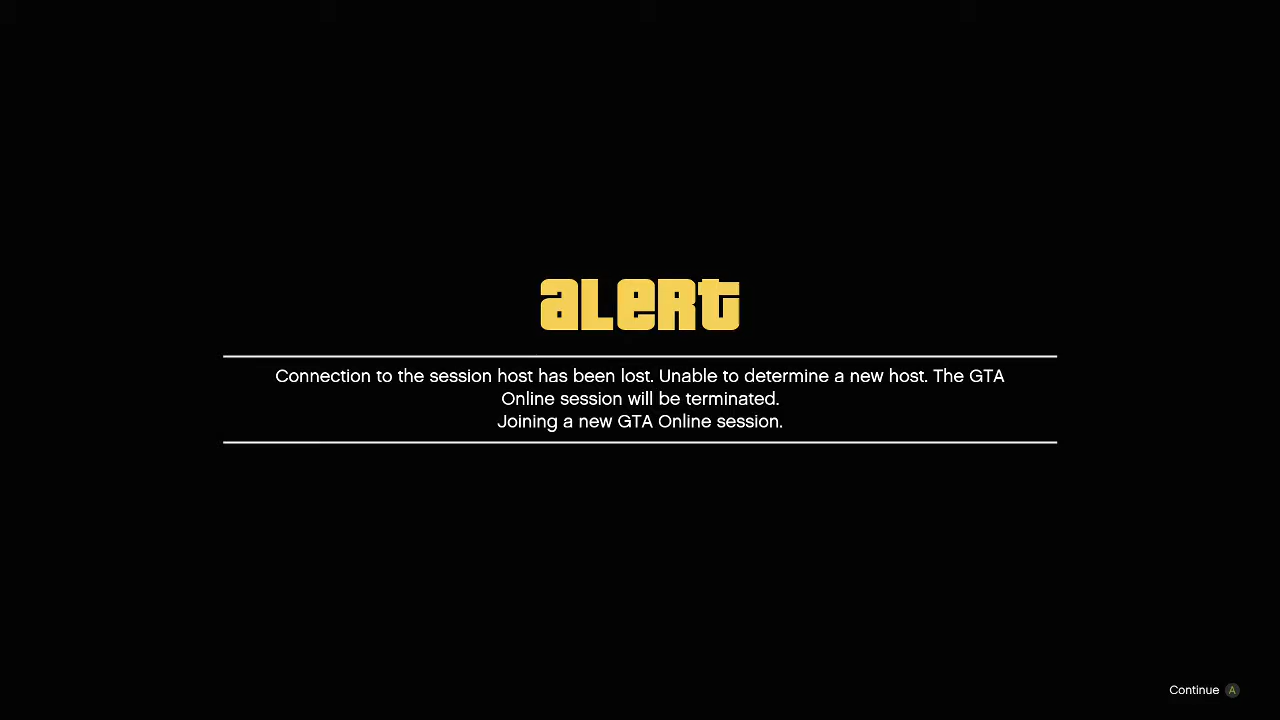 aLeRt
Connection to the session host has been lost. Unable to determine a new host. The GTA
Online session will be terminated.
Joining a new GTA Online session.
Continue A